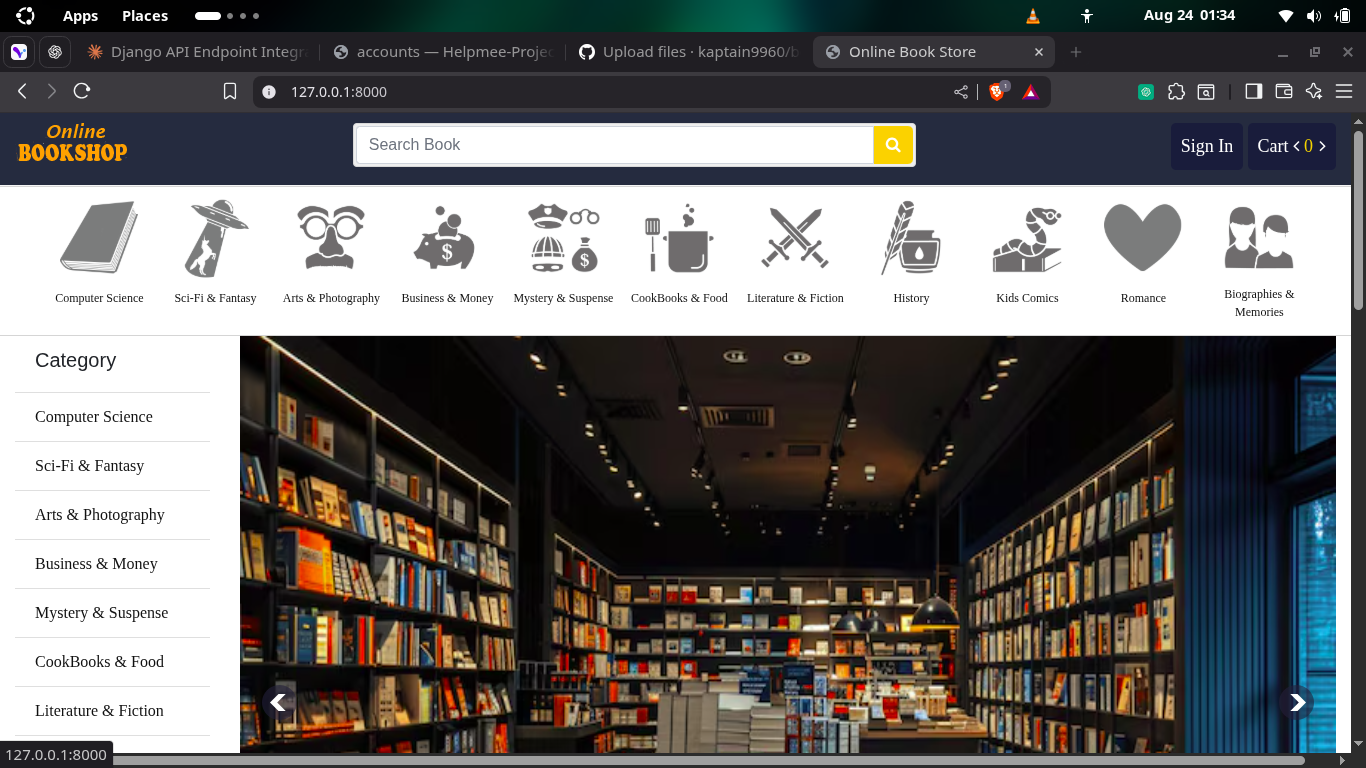 Apps Places Aug 24 01:34
Django API Endpoint Integra accounts — Helpmee-Projec Upload files · kaptain9960/b Online Book Store
127.0.0.1:8000 1
Online
BOOKSHOP
Search Book
Sign In Cart 0
Computer Science Sci-Fi & Fantasy Arts & Photography Business & Money Mystery & Suspense CookBooks & Food Literature & Fiction History Kids Comics Romance Biographies &
Memories
Category
Computer Science
Sci-Fi & Fantasy
Arts & Photography
Business & Money
Mystery & Suspense
CookBooks & Food
Literature & Fiction
127.0.0.1:8000